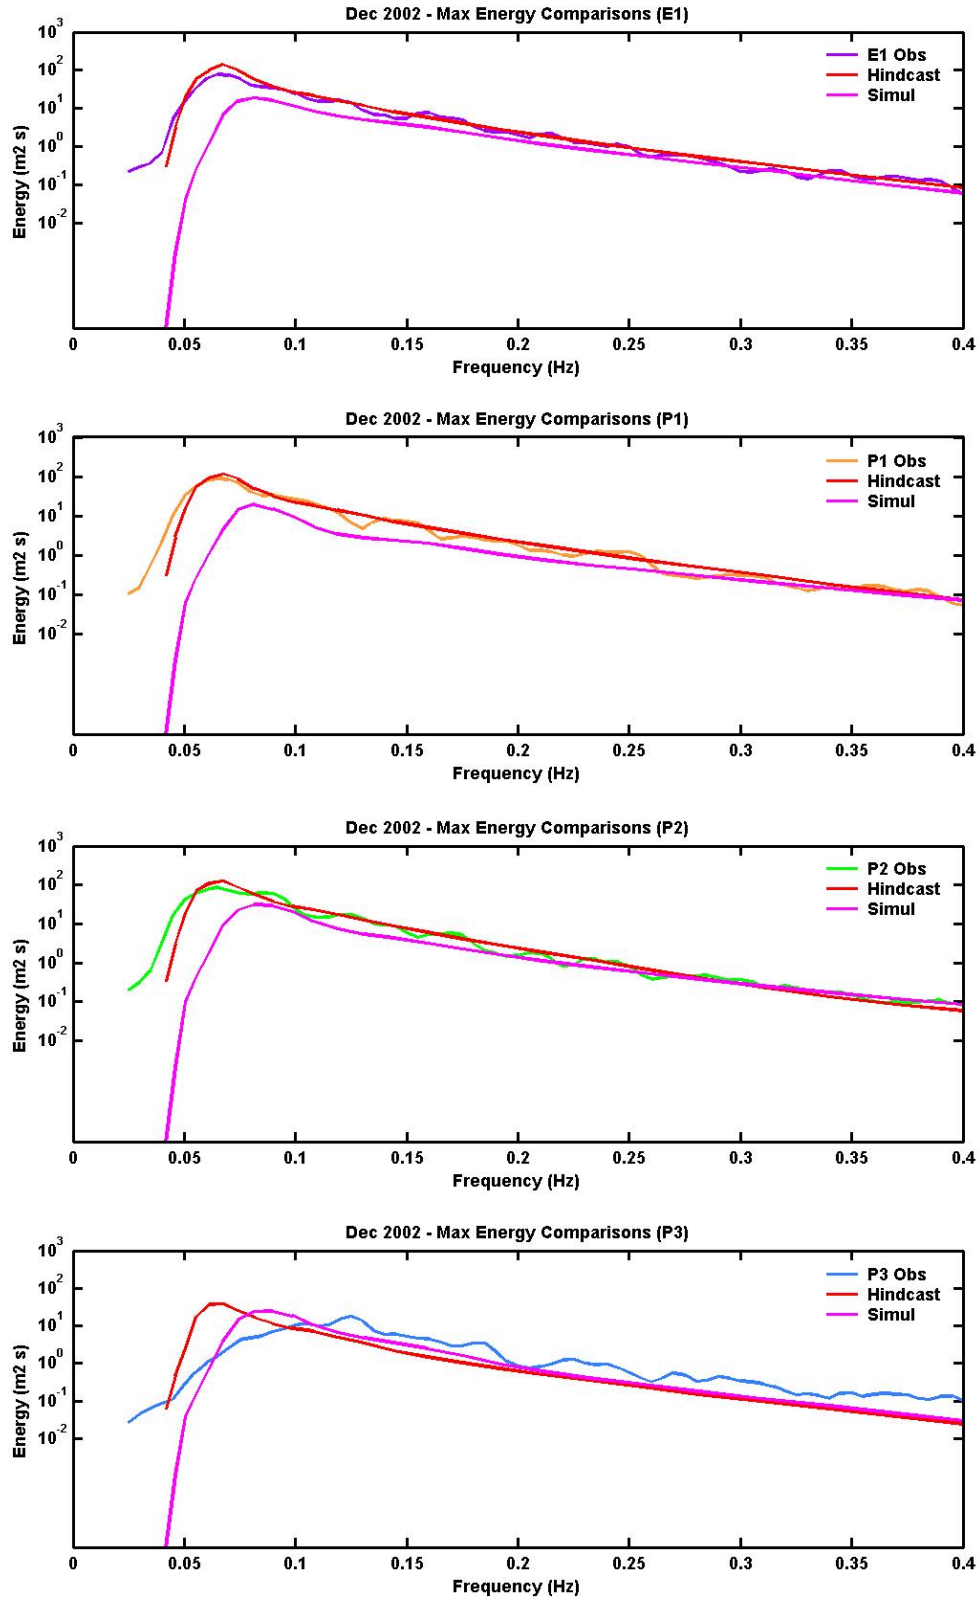 Dec 2002 - Max Energy Comparisons (E1)
10^3
10^2
10^1
10^0
10^-1
10^-2
Energy (m2 s)
E1 Obs
Hindcast
Simul
0 0.05 0.1 0.15 0.2 0.25 0.3 0.35 0.4
Frequency (Hz)
Dec 2002 - Max Energy Comparisons (P1)
10^3
10^2
10^1
10^0
10^-1
10^-2
Energy (m2 s)
P1 Obs
Hindcast
Simul
0 0.05 0.1 0.15 0.2 0.25 0.3 0.35 0.4
Frequency (Hz)
Dec 2002 - Max Energy Comparisons (P2)
10^3
10^2
10^1
10^0
10^-1
10^-2
Energy (m2 s)
P2 Obs
Hindcast
Simul
0 0.05 0.1 0.15 0.2 0.25 0.3 0.35 0.4
Frequency (Hz)
Dec 2002 - Max Energy Comparisons (P3)
10^3
10^2
10^1
10^0
10^-1
10^-2
Energy (m2 s)
P3 Obs
Hindcast
Simul
0 0.05 0.1 0.15 0.2 0.25 0.3 0.35 0.4
Frequency (Hz)